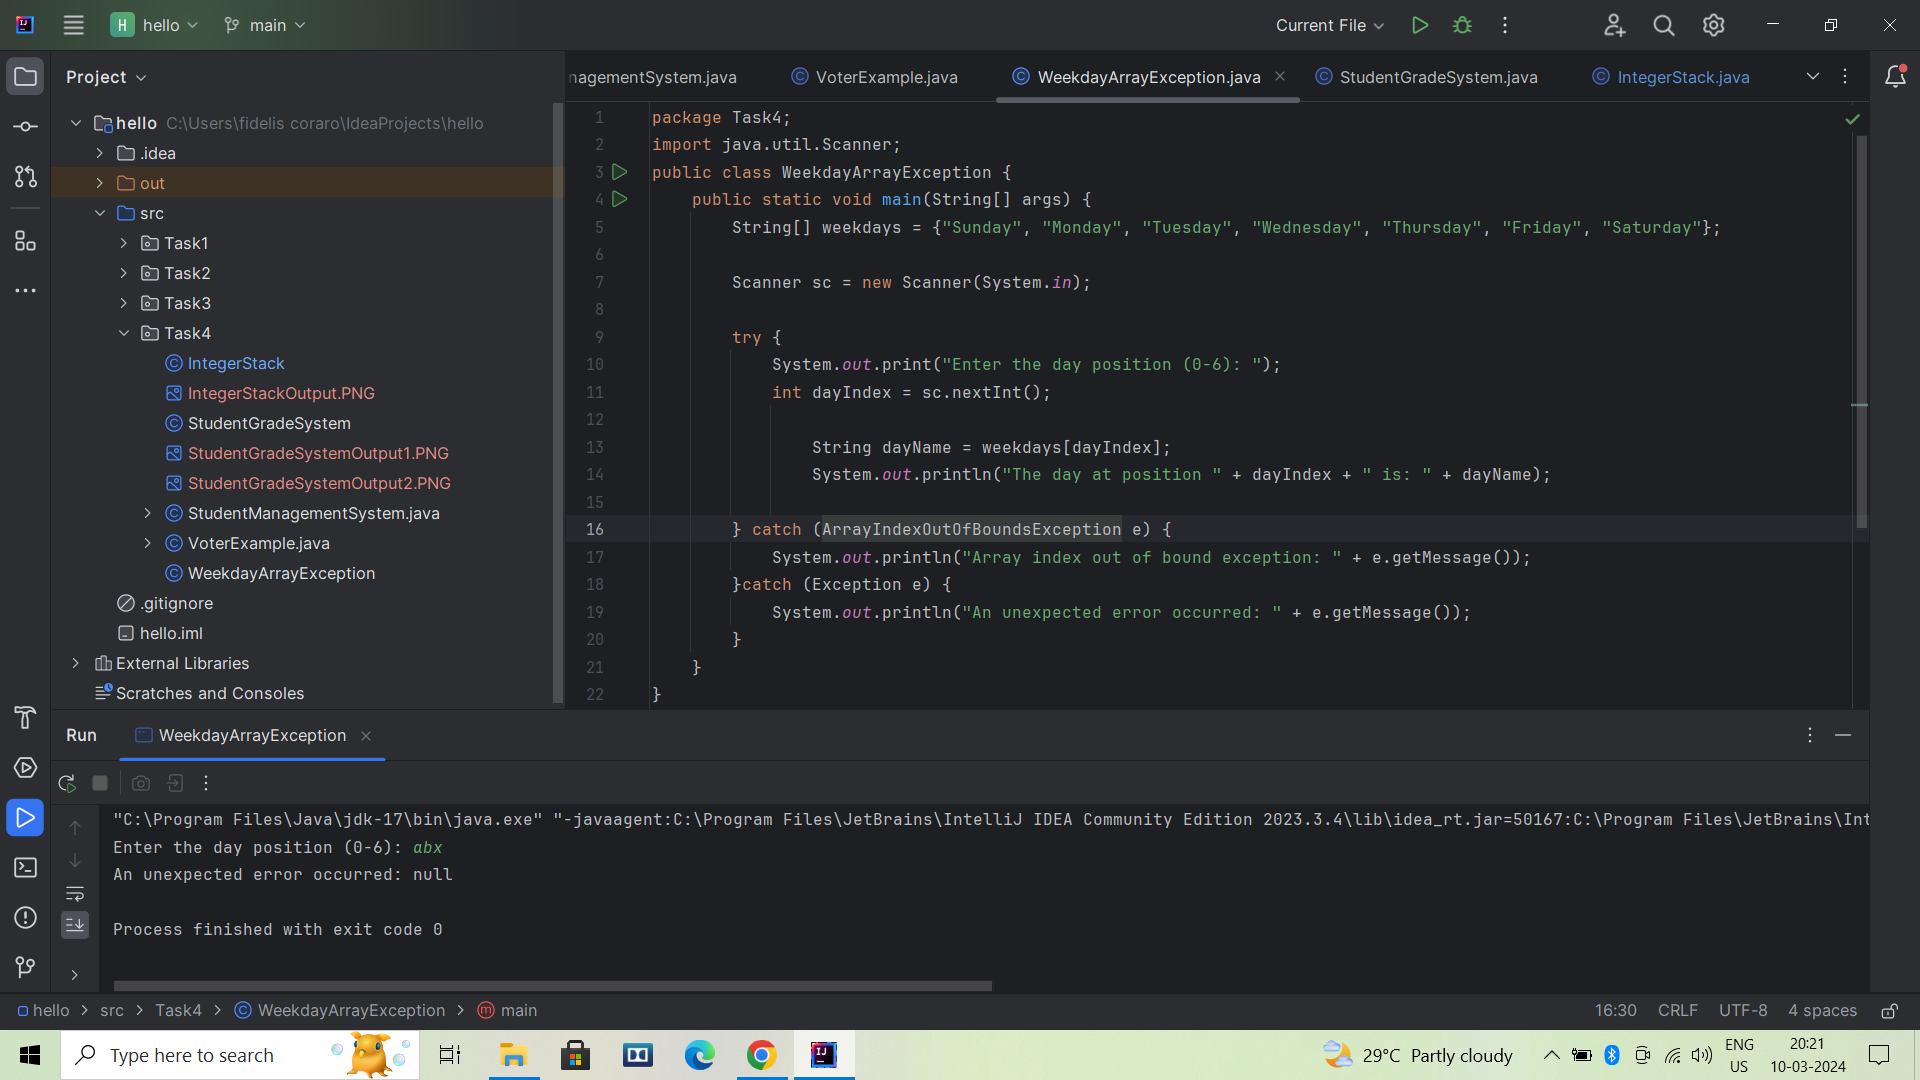 H hello main Current File
Project
hello C:\Users\fidelis coraro\IdeaProjects\hello
.idea
out
src
Task1
Task2
Task3
Task4
IntegerStack
IntegerStackOutput.PNG
StudentGradeSystem
StudentGradeSystemOutput1.PNG
StudentGradeSystemOutput2.PNG
StudentManagementSystem.java
VoterExample.java
WeekdayArrayException
.gitignore
hello.iml
External Libraries
Scratches and Consoles
nagementSystem.java VoterExample.java WeekdayArrayException.java StudentGradeSystem.java IntegerStack.java
1 package Task4;
2 import java.util.Scanner;
3 public class WeekdayArrayException {
4 public static void main(String[] args) {
5 String[] weekdays = {"Sunday", "Monday", "Tuesday", "Wednesday", "Thursday", "Friday", "Saturday"};
6
7 Scanner sc = new Scanner(System.in);
8
9 try {
10 System.out.print("Enter the day position (0-6): ");
11 int dayIndex = sc.nextInt();
12
13 String dayName = weekdays[dayIndex];
14 System.out.println("The day at position " + dayIndex + " is: " + dayName);
15
16 } catch (ArrayIndexOutOfBoundsException e) {
17 System.out.println("Array index out of bound exception: " + e.getMessage());
18 }catch (Exception e) {
19 System.out.println("An unexpected error occurred: " + e.getMessage());
20 }
21 }
22 }
Run WeekdayArrayException
"C:\Program Files\Java\jdk-17\bin\java.exe" "-javaagent:C:\Program Files\JetBrains\IntelliJ IDEA Community Edition 2023.3.4\lib\idea_rt.jar=50167:C:\Program Files\JetBrains\Int
Enter the day position (0-6): abx
An unexpected error occurred: null
Process finished with exit code 0
hello > src > Task4 > WeekdayArrayException > main 16:30 CRLF UTF-8 4 spaces
Type here to search 29°C Partly cloudy ENG US 20:21 10-03-2024